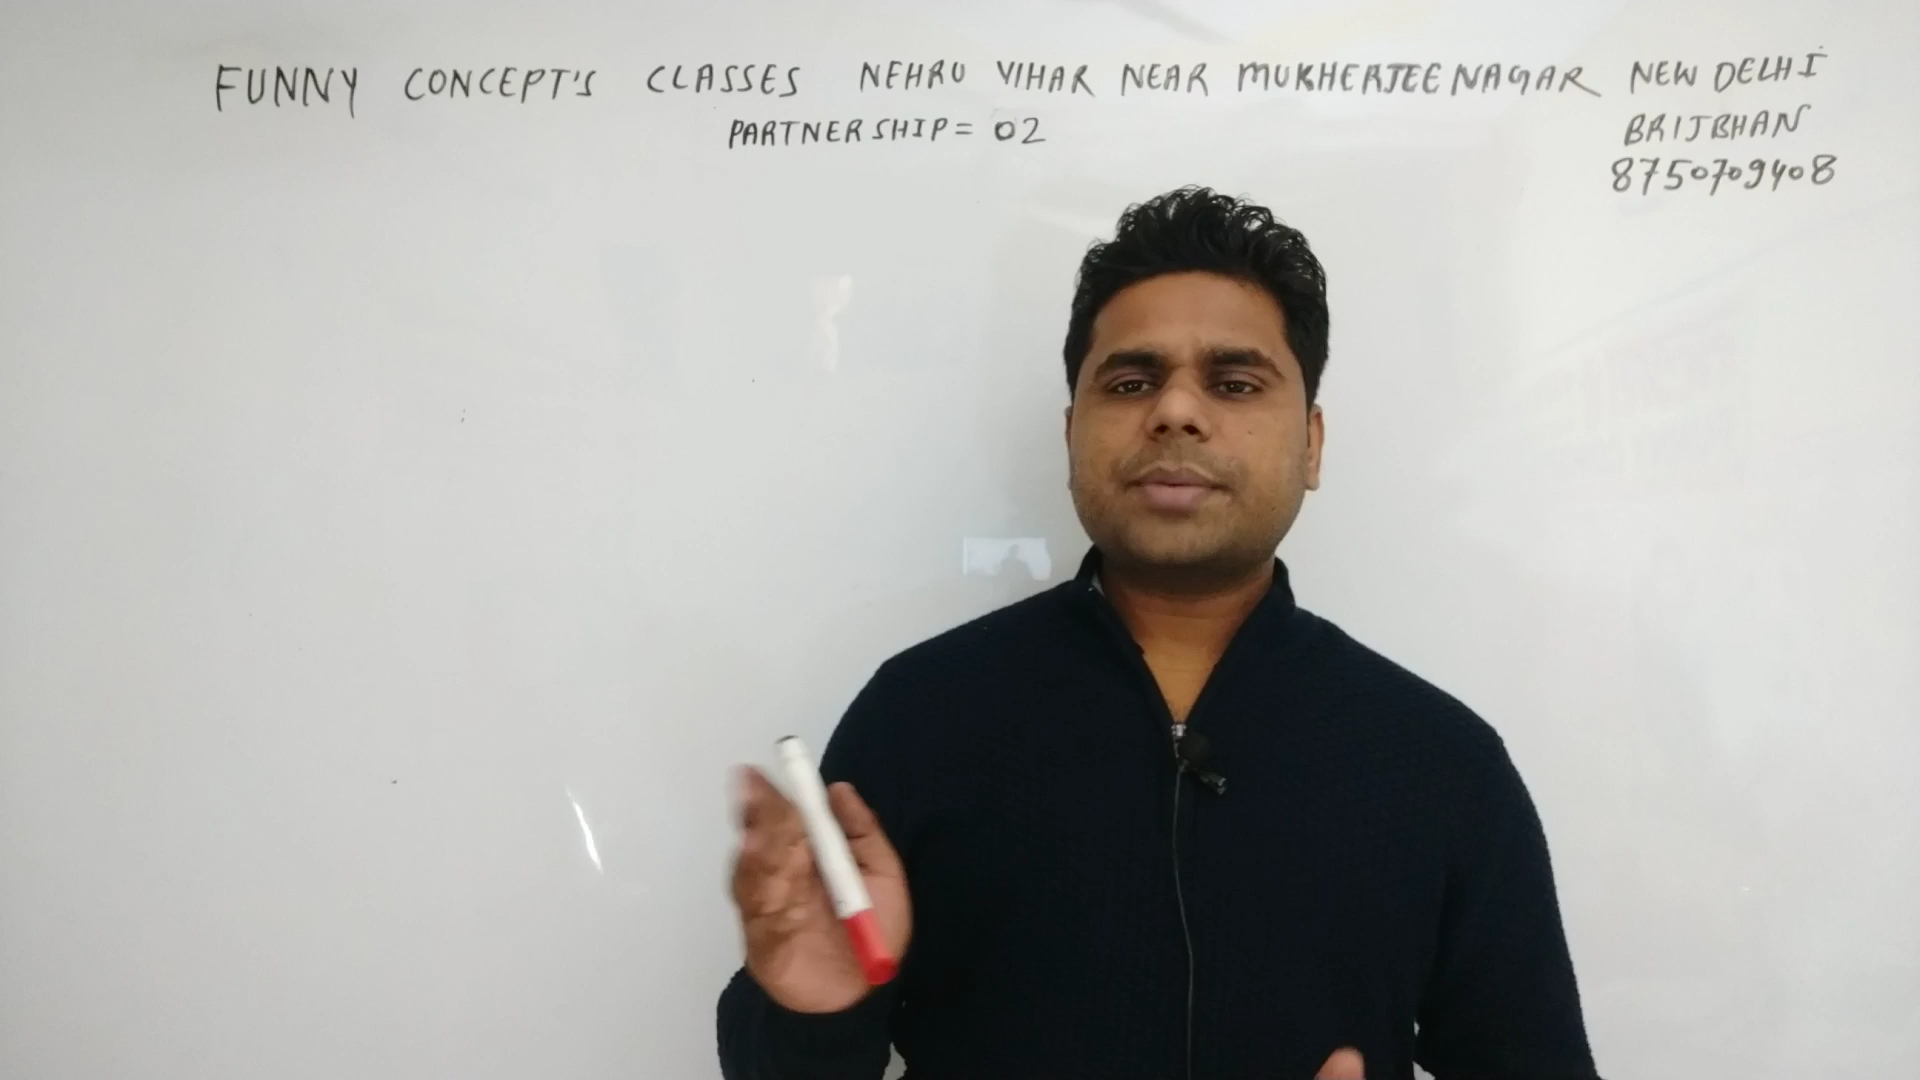 FUNNY CONCEPT'S CLASSES NEHRU VIHAR NEAR MUKHERJEE NAGAR NEW DELHI
PARTNERSHIP = 02
BRIJBHAN
8750709408